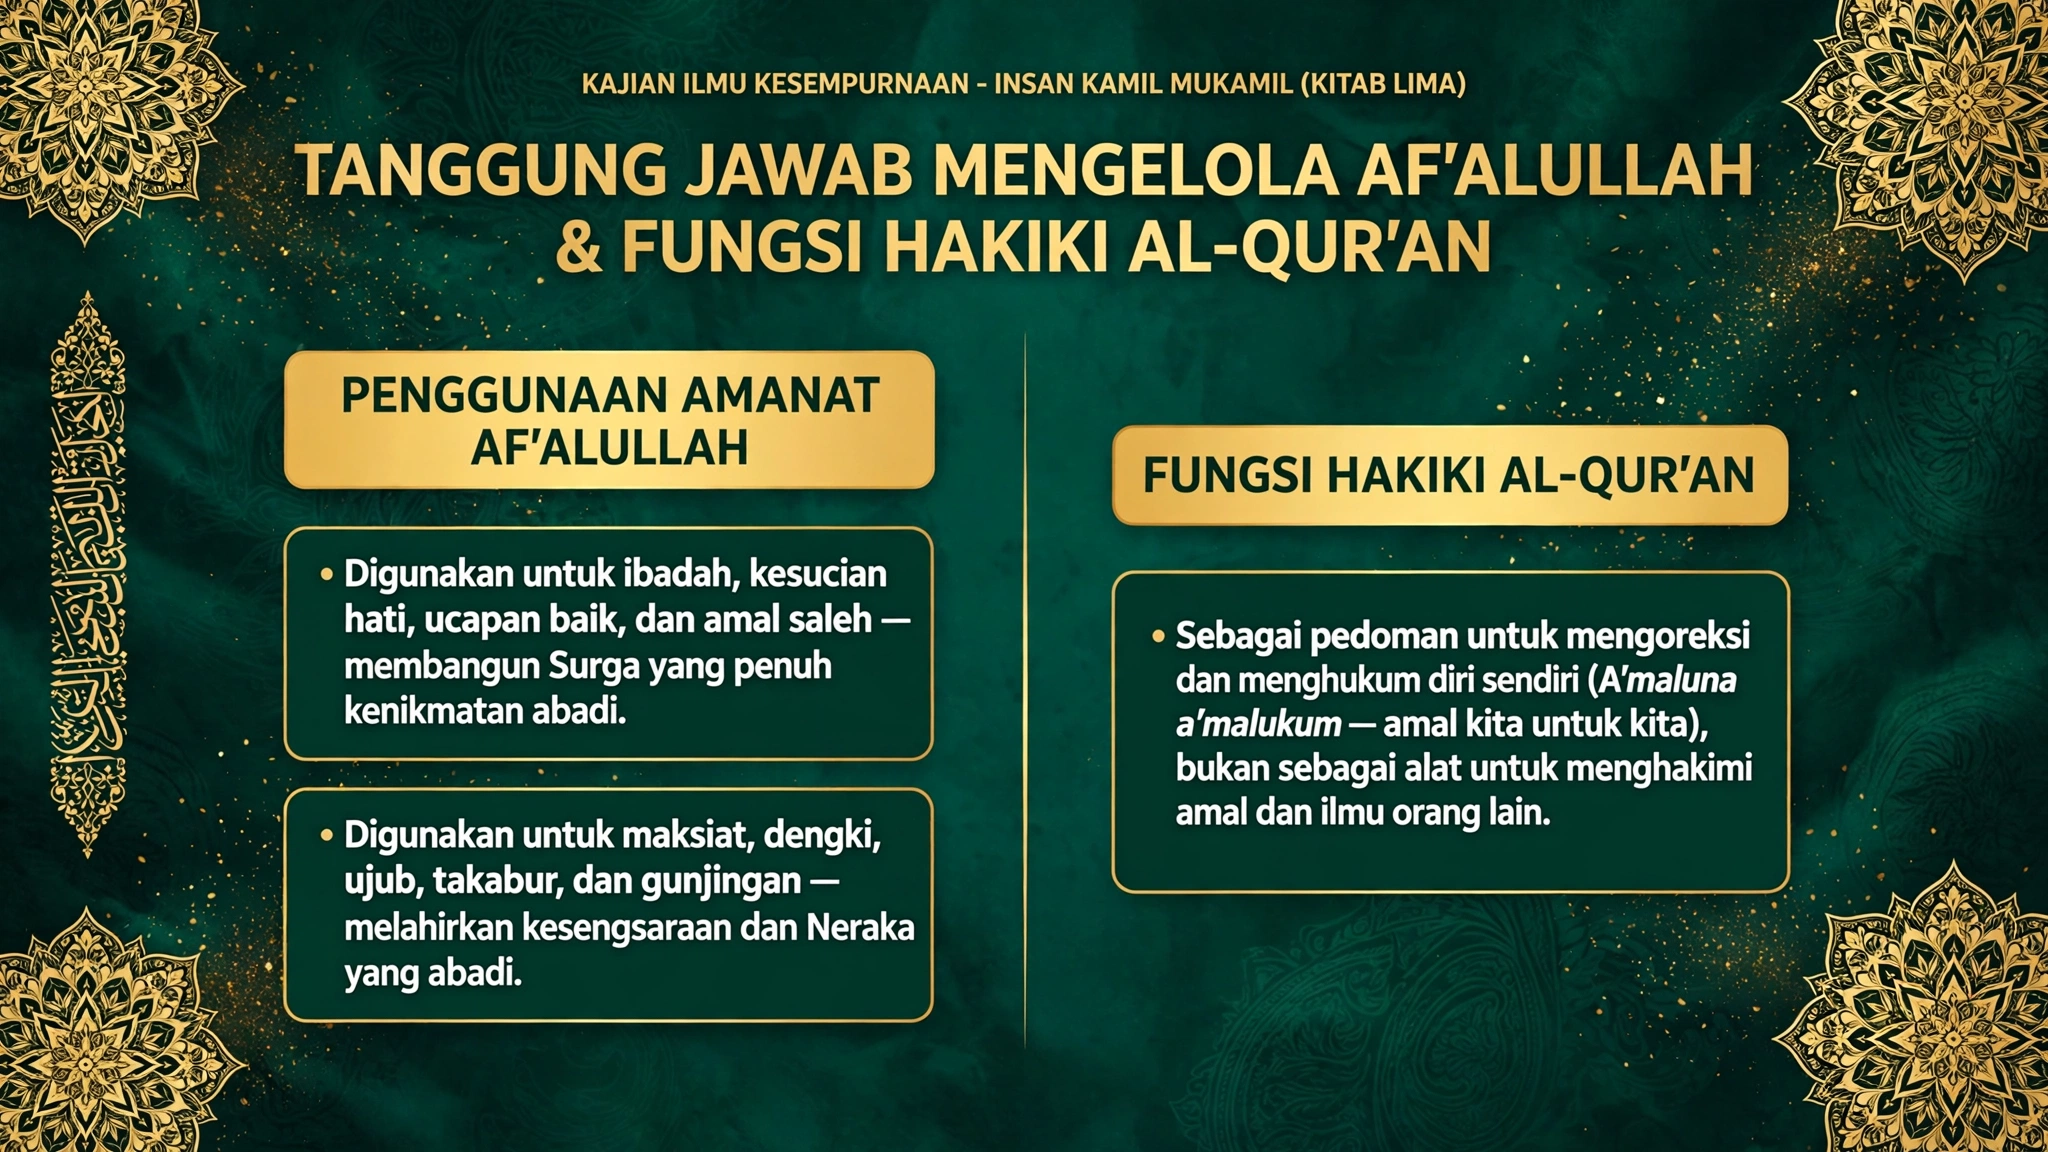 KAJIAN ILMU KESEMPURNAAN - INSAN KAMIL MUKAMIL (KITAB LIMA)
TANGGUNG JAWAB MENGELOLA AF'ALULLAH
& FUNGSI HAKIKI AL-QUR'AN
PENGGUNAAN AMANAT
AF'ALULLAH
• Digunakan untuk ibadah, kesucian
hati, ucapan baik, dan amal saleh —
membangun Surga yang penuh
kenikmatan abadi.
• Digunakan untuk maksiat, dengki,
ujub, takabur, dan gunjingan —
melahirkan kesengsaraan dan Neraka
yang abadi.
FUNGSI HAKIKI AL-QUR'AN
• Sebagai pedoman untuk mengoreksi
dan menghukum diri sendiri (A'maluna
a'malukum — amal kita untuk kita),
bukan sebagai alat untuk menghakimi
amal dan ilmu orang lain.